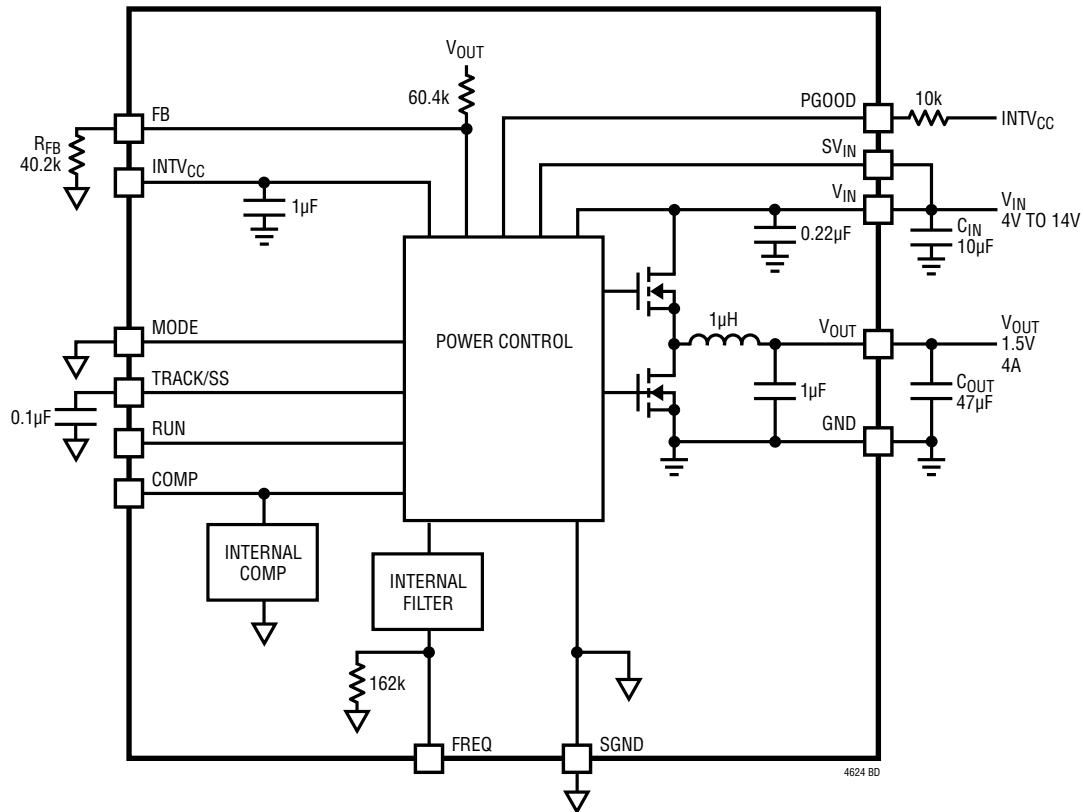 VOUT
60.4k
FB
RFB
40.2k
INTVCC
1µF
PGOOD
10k
INTVCC
SVIN
VIN
VIN
4V TO 14V
0.22µF
CIN
10µF
MODE
TRACK/SS
0.1µF
RUN
COMP
POWER CONTROL
1µH
VOUT
VOUT
1.5V
4A
1µF
COUT
47µF
GND
INTERNAL
COMP
INTERNAL
FILTER
162k
FREQ
SGND
4624 BD